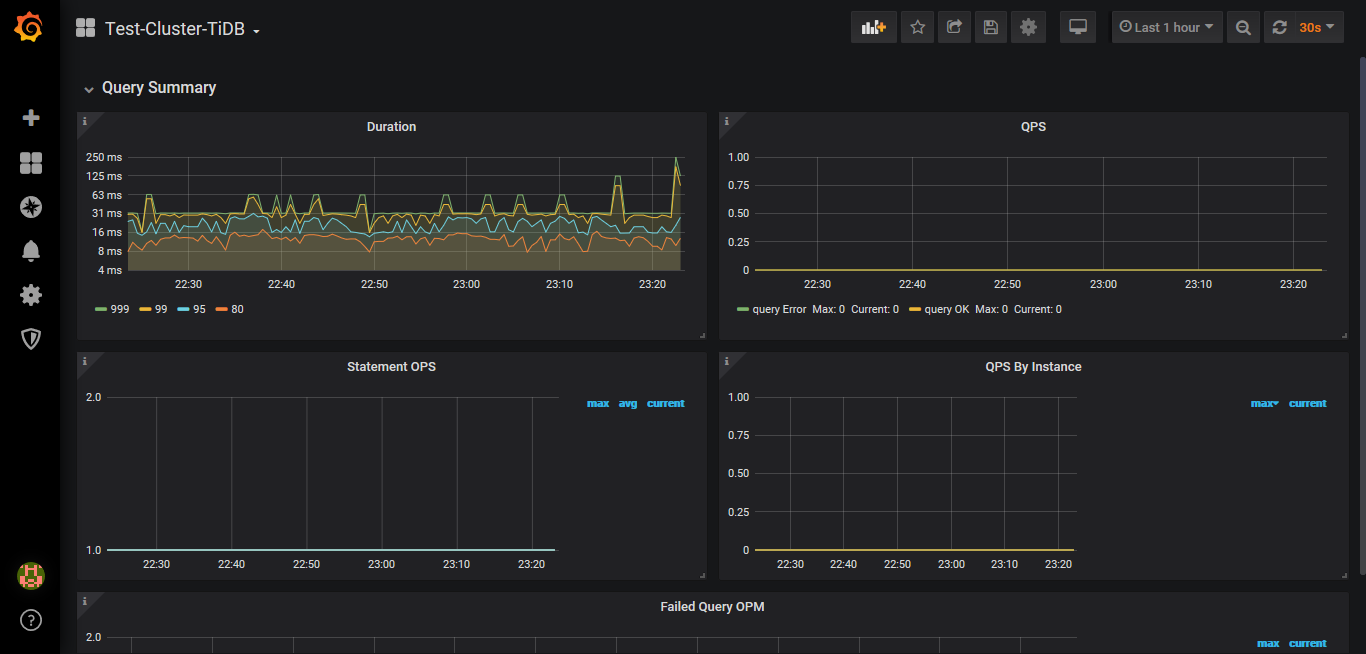 Test-Cluster-TiDB
Last 1 hour
30s
Query Summary
Duration
250 ms
125 ms
63 ms
31 ms
16 ms
8 ms
4 ms
22:30 22:40 22:50 23:00 23:10 23:20
999 99 95 80
QPS
1.00
0.75
0.50
0.25
0
22:30 22:40 22:50 23:00 23:10 23:20
query Error Max: 0 Current: 0 query OK Max: 0 Current: 0
Statement OPS
max avg current
2.0
1.0
22:30 22:40 22:50 23:00 23:10 23:20
QPS By Instance
max current
1.00
0.75
0.50
0.25
0
22:30 22:40 22:50 23:00 23:10 23:20
Failed Query OPM
2.0
max current